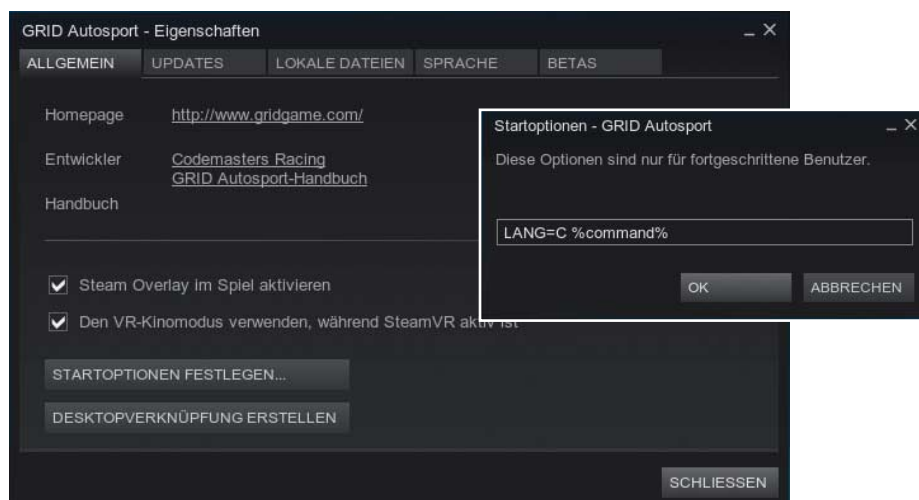 GRID Autosport - Eigenschaften
ALLGEMEIN UPDATES LOKALE DATEIEN SPRACHE BETAS
Homepage http://www.gridgame.com/
Entwickler Codemasters Racing
GRID Autosport-Handbuch
Handbuch
Steam Overlay im Spiel aktivieren
Den VR-Kinomodus verwenden, während SteamVR aktiv ist
STARTOPTIONEN FESTLEGEN...
DESKTOPVERKNÜPFUNG ERSTELLEN
SCHLIESSEN
Startoptionen - GRID Autosport
Diese Optionen sind nur für fortgeschrittene Benutzer.
LANG=C %command%
OK ABBRECHEN